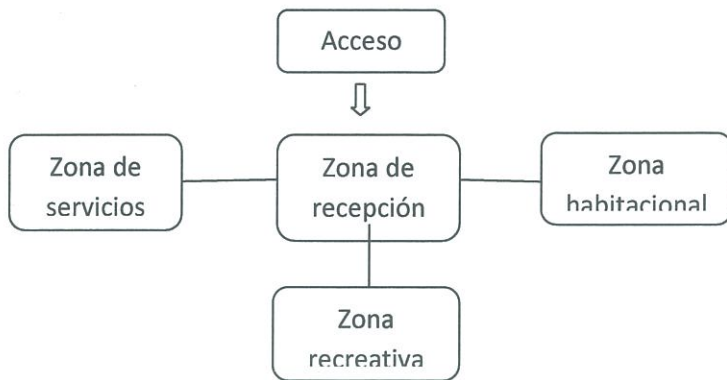 Acceso
Zona de
servicios
Zona de
recepción
Zona
habitacional
Zona
recreativa